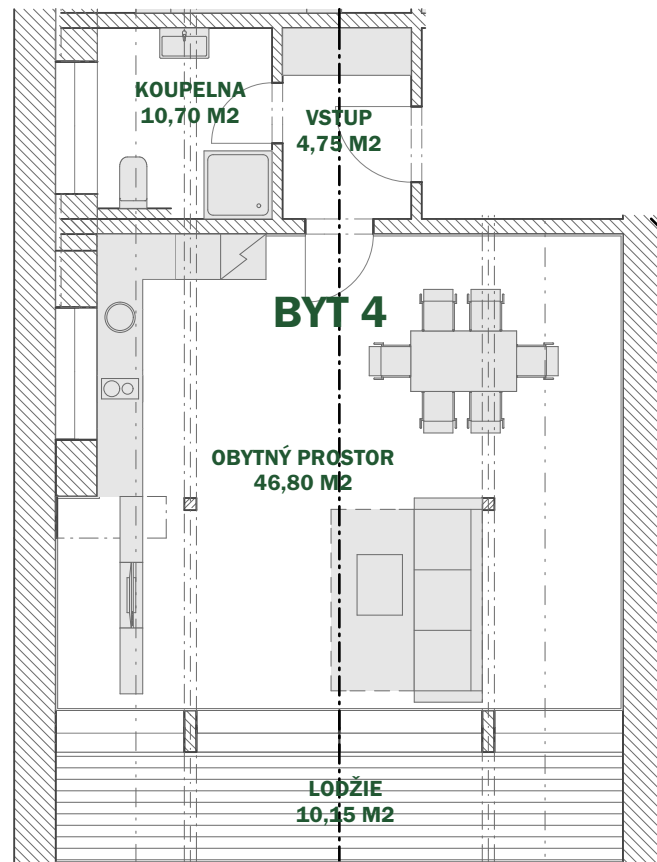 KOUPELNA
10,70 M2
VSTUP
4,75 M2
BYT 4
OBYTNÝ PROSTOR
46,80 M2
LODŽIE
10,15 M2